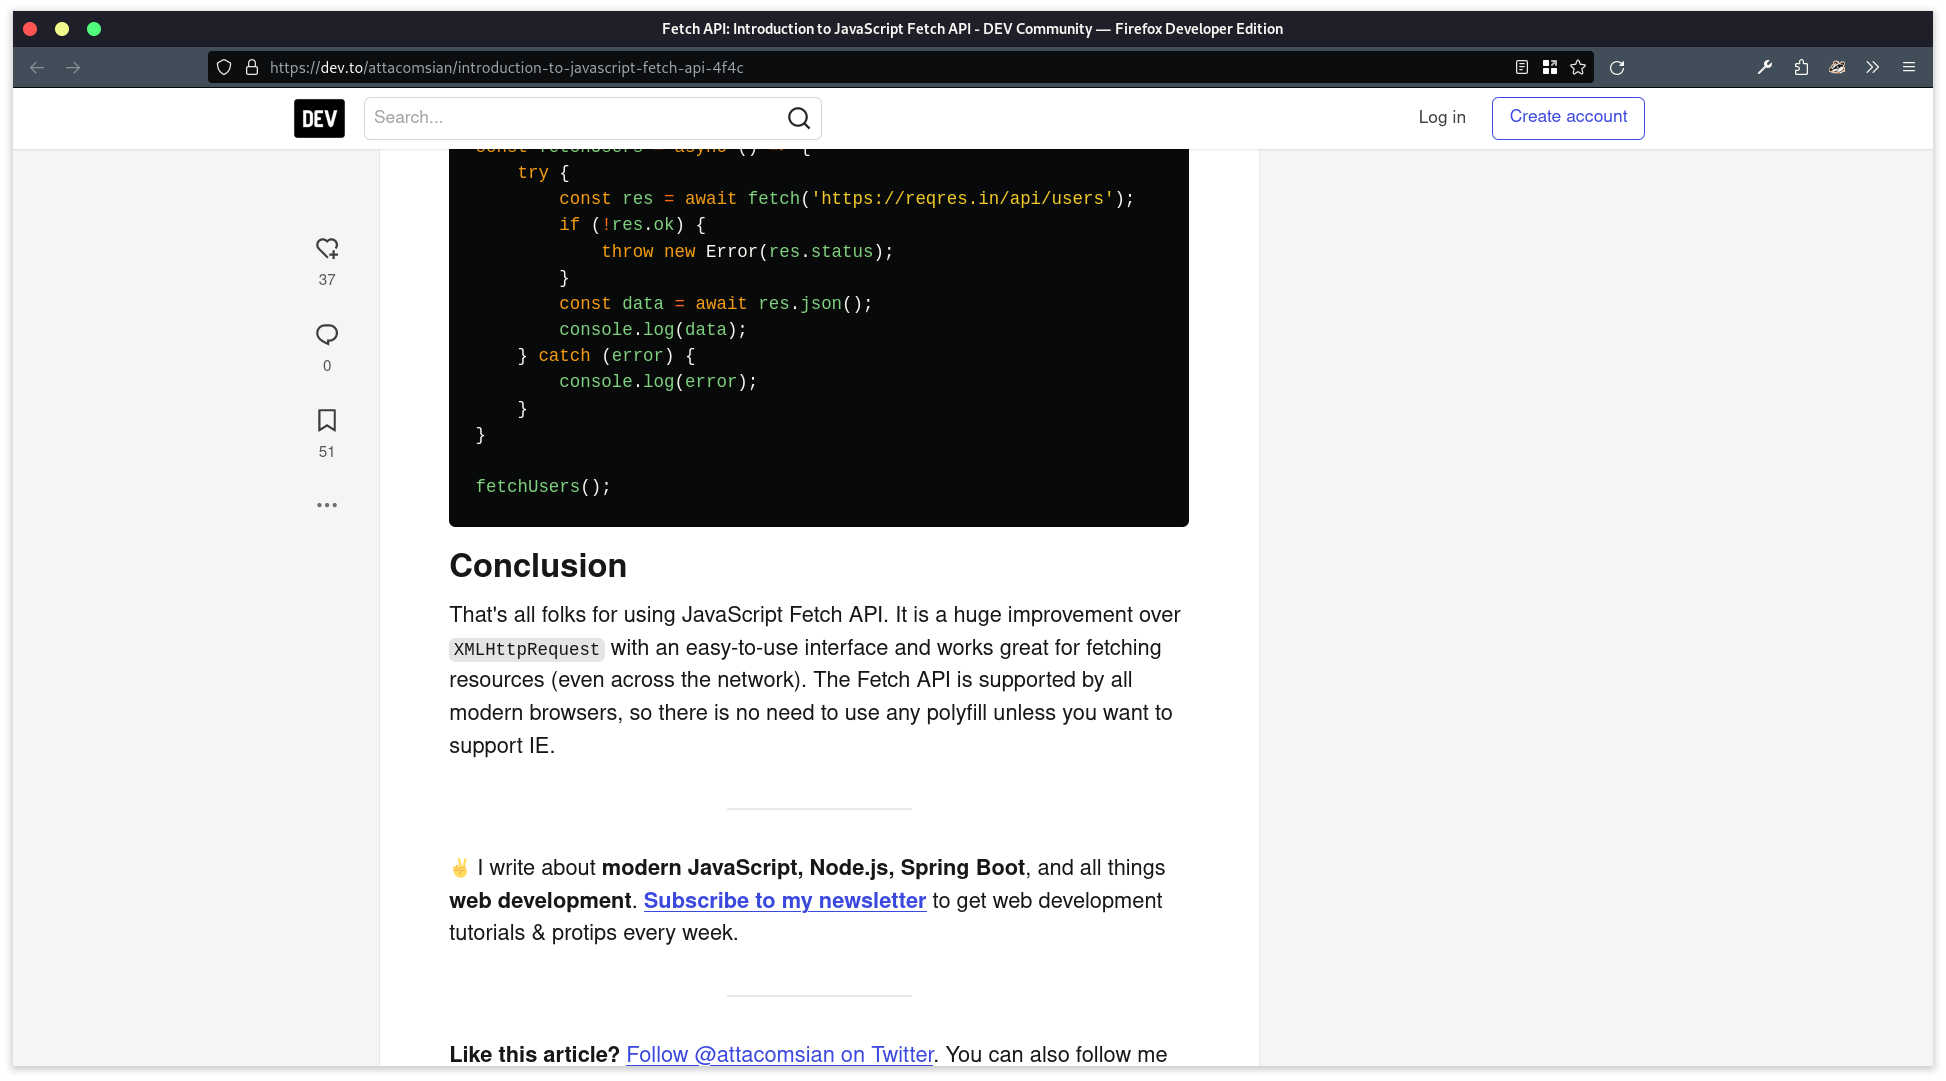 Fetch API: Introduction to JavaScript Fetch API - DEV Community — Firefox Developer Edition
https://dev.to/attacomsian/introduction-to-javascript-fetch-api-4f4c
DEV
Search...
Log in
Create account
const fetchUsers = async () => {
try {
const res = await fetch('https://reqres.in/api/users');
if (!res.ok) {
throw new Error(res.status);
}
const data = await res.json();
console.log(data);
} catch (error) {
console.log(error);
}
}
fetchUsers();
37
0
51
Conclusion
That's all folks for using JavaScript Fetch API. It is a huge improvement over
XMLHttpRequest with an easy-to-use interface and works great for fetching
resources (even across the network). The Fetch API is supported by all
modern browsers, so there is no need to use any polyfill unless you want to
support IE.
✌️ I write about modern JavaScript, Node.js, Spring Boot, and all things
web development. Subscribe to my newsletter to get web development
tutorials & protips every week.
Like this article? Follow @attacomsian on Twitter. You can also follow me